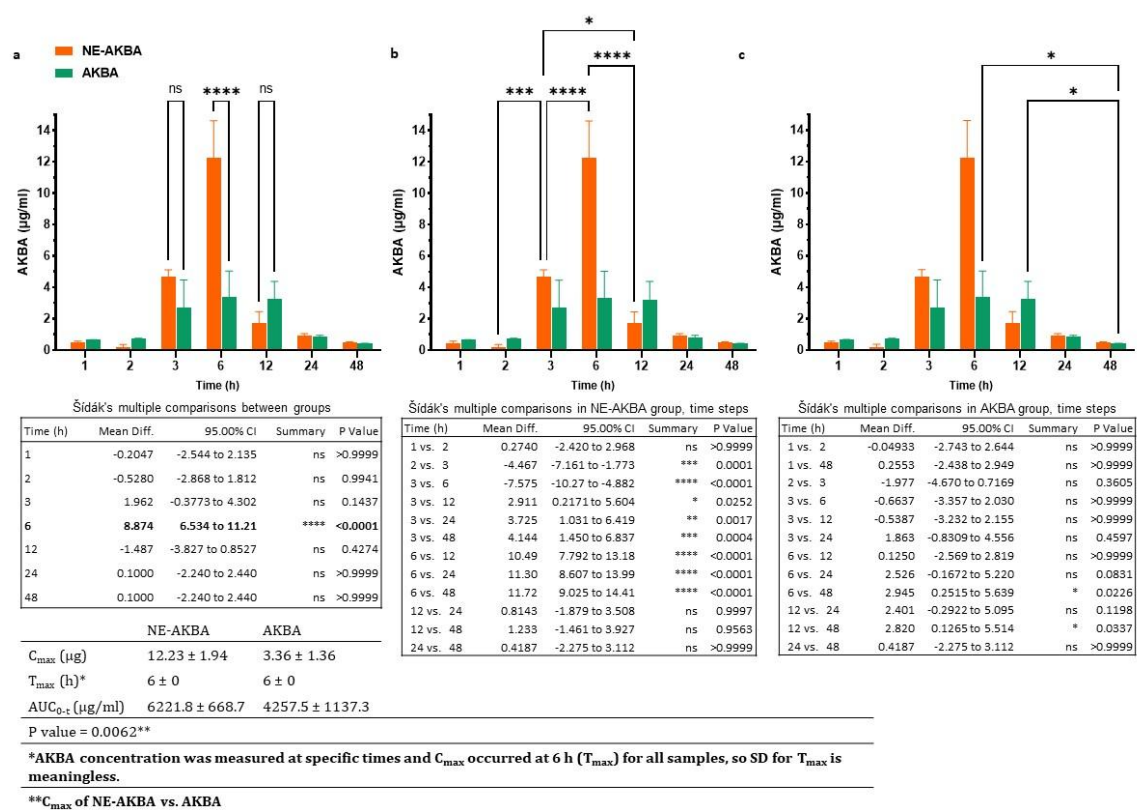 NE-AKBA
AKBA
a
ns
****
ns
AKBA (µg/ml)
14
12
10
8
6
4
2
0
1 2 3 6 12 24 48
Time (h)
b
*
****
*** ****
AKBA (µg/ml)
14
12
10
8
6
4
2
0
1 2 3 6 12 24 48
Time (h)
c
*
*
AKBA (µg/ml)
14
12
10
8
6
4
2
0
1 2 3 6 12 24 48
Time (h)
Šídák's multiple comparisons between groups
Time (h) Mean Diff. 95.00% CI Summary P Value
1 -0.2047 -2.544 to 2.135 ns >0.9999
2 -0.5280 -2.868 to 1.812 ns 0.9941
3 1.962 -0.3773 to 4.302 ns 0.1437
6 8.874 6.534 to 11.21 **** <0.0001
12 -1.487 -3.827 to 0.8527 ns 0.4274
24 0.1000 -2.240 to 2.440 ns >0.9999
48 0.1000 -2.240 to 2.440 ns >0.9999
Šídák's multiple comparisons in NE-AKBA group, time steps
Time (h) Mean Diff. 95.00% CI Summary P Value
1 vs. 2 0.2740 -2.420 to 2.968 ns >0.9999
2 vs. 3 -4.467 -7.161 to -1.773 *** 0.0001
3 vs. 6 -7.575 -10.27 to -4.882 **** <0.0001
3 vs. 12 2.911 0.2171 to 5.604 * 0.0252
3 vs. 24 3.725 1.031 to 6.419 ** 0.0017
3 vs. 48 4.144 1.450 to 6.837 *** 0.0004
6 vs. 12 10.49 7.792 to 13.18 **** <0.0001
6 vs. 24 11.30 8.607 to 13.99 **** <0.0001
6 vs. 48 11.72 9.025 to 14.41 **** <0.0001
12 vs. 24 0.8143 -1.879 to 3.508 ns 0.9997
12 vs. 48 1.233 -1.461 to 3.927 ns 0.9563
24 vs. 48 0.4187 -2.275 to 3.112 ns >0.9999
Šídák's multiple comparisons in AKBA group, time steps
Time (h) Mean Diff. 95.00% CI Summary P Value
1 vs. 2 -0.04933 -2.743 to 2.644 ns >0.9999
1 vs. 48 0.2553 -2.438 to 2.949 ns >0.9999
2 vs. 3 -1.977 -4.670 to 0.7169 ns 0.3605
3 vs. 6 -0.6637 -3.357 to 2.030 ns >0.9999
3 vs. 12 -0.5387 -3.232 to 2.155 ns >0.9999
3 vs. 24 1.863 -0.8309 to 4.556 ns 0.4597
6 vs. 12 0.1250 -2.569 to 2.819 ns >0.9999
6 vs. 24 2.526 -0.1672 to 5.220 ns 0.0831
6 vs. 48 2.945 0.2515 to 5.639 * 0.0226
12 vs. 24 2.401 -0.2922 to 5.095 ns 0.1198
12 vs. 48 2.820 0.1265 to 5.514 * 0.0337
24 vs. 48 0.4187 -2.275 to 3.112 ns >0.9999
NE-AKBA AKBA
Cmax (µg) 12.23 ± 1.94 3.36 ± 1.36
Tmax (h)* 6 ± 0 6 ± 0
AUC0-t (µg/ml) 6221.8 ± 668.7 4257.5 ± 1137.3
P value = 0.0062**
*AKBA concentration was measured at specific times and Cmax occurred at 6 h (Tmax) for all samples, so SD for Tmax is
meaningless.
**Cmax of NE-AKBA vs. AKBA